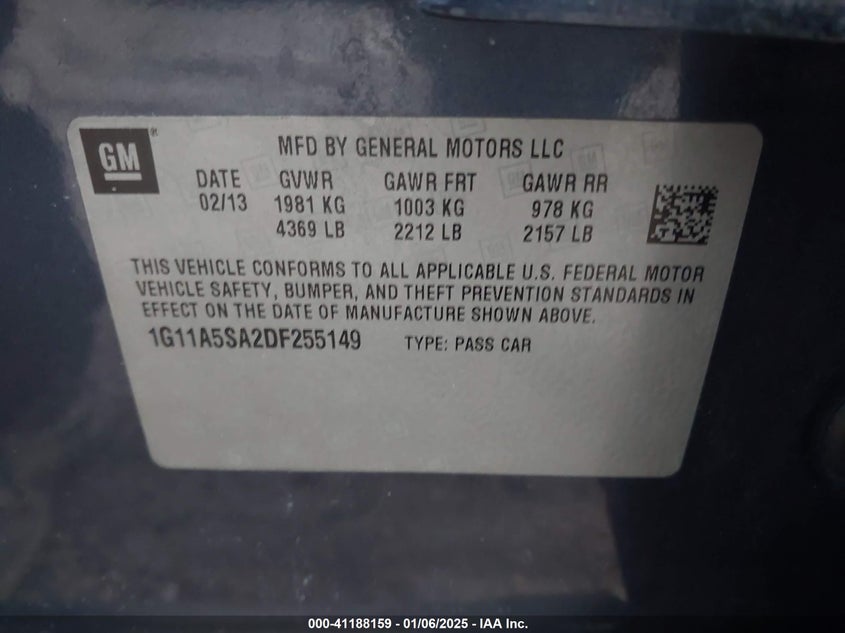 GM
MFD BY GENERAL MOTORS LLC
DATE GVWR GAWR FRT GAWR RR
02/13 1981 KG 1003 KG 978 KG
4369 LB 2212 LB 2157 LB
THIS VEHICLE CONFORMS TO ALL APPLICABLE U.S. FEDERAL MOTOR
VEHICLE SAFETY, BUMPER, AND THEFT PREVENTION STANDARDS IN
EFFECT ON THE DATE OF MANUFACTURE SHOWN ABOVE.
1G11A5SA2DF255149 TYPE: PASS CAR
000-41188159 — 01/06/2025 — IAA Inc.